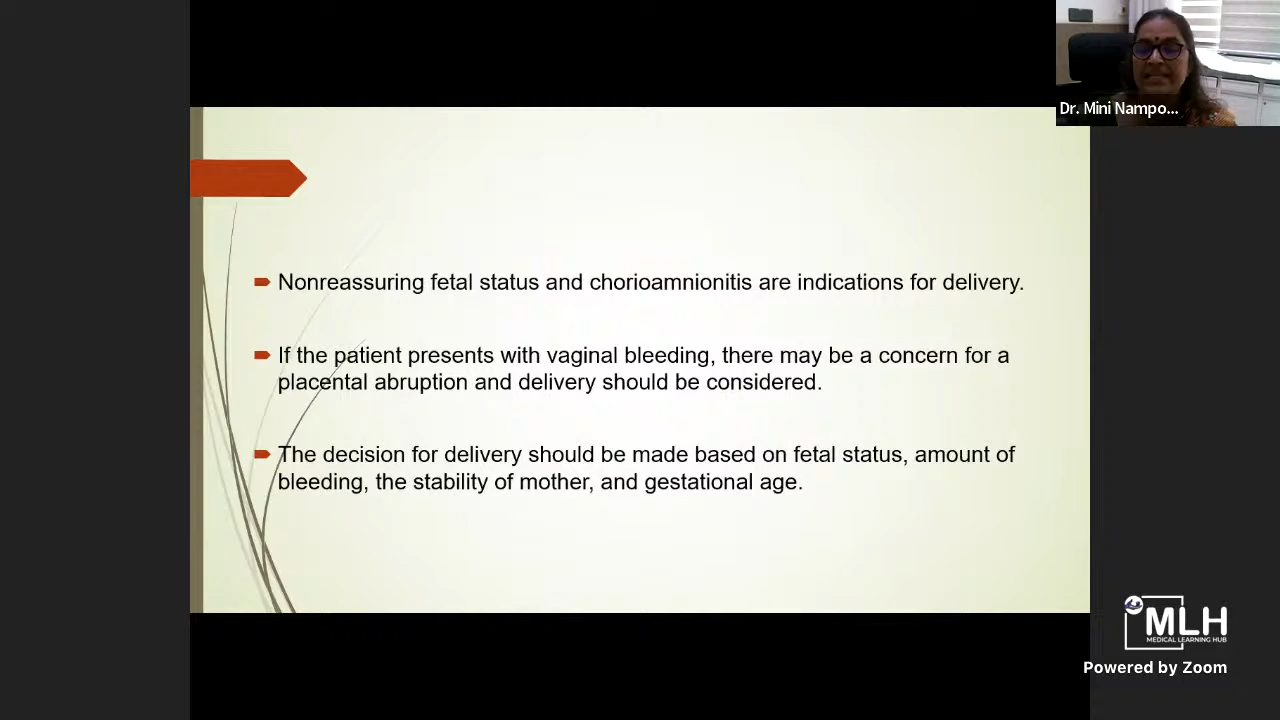 Dr. Mini Nampo...
Nonreassuring fetal status and chorioamnionitis are indications for delivery.
If the patient presents with vaginal bleeding, there may be a concern for a
placental abruption and delivery should be considered.
The decision for delivery should be made based on fetal status, amount of
bleeding, the stability of mother, and gestational age.
MLH
MEDICAL LEARNING HUB
Powered by Zoom